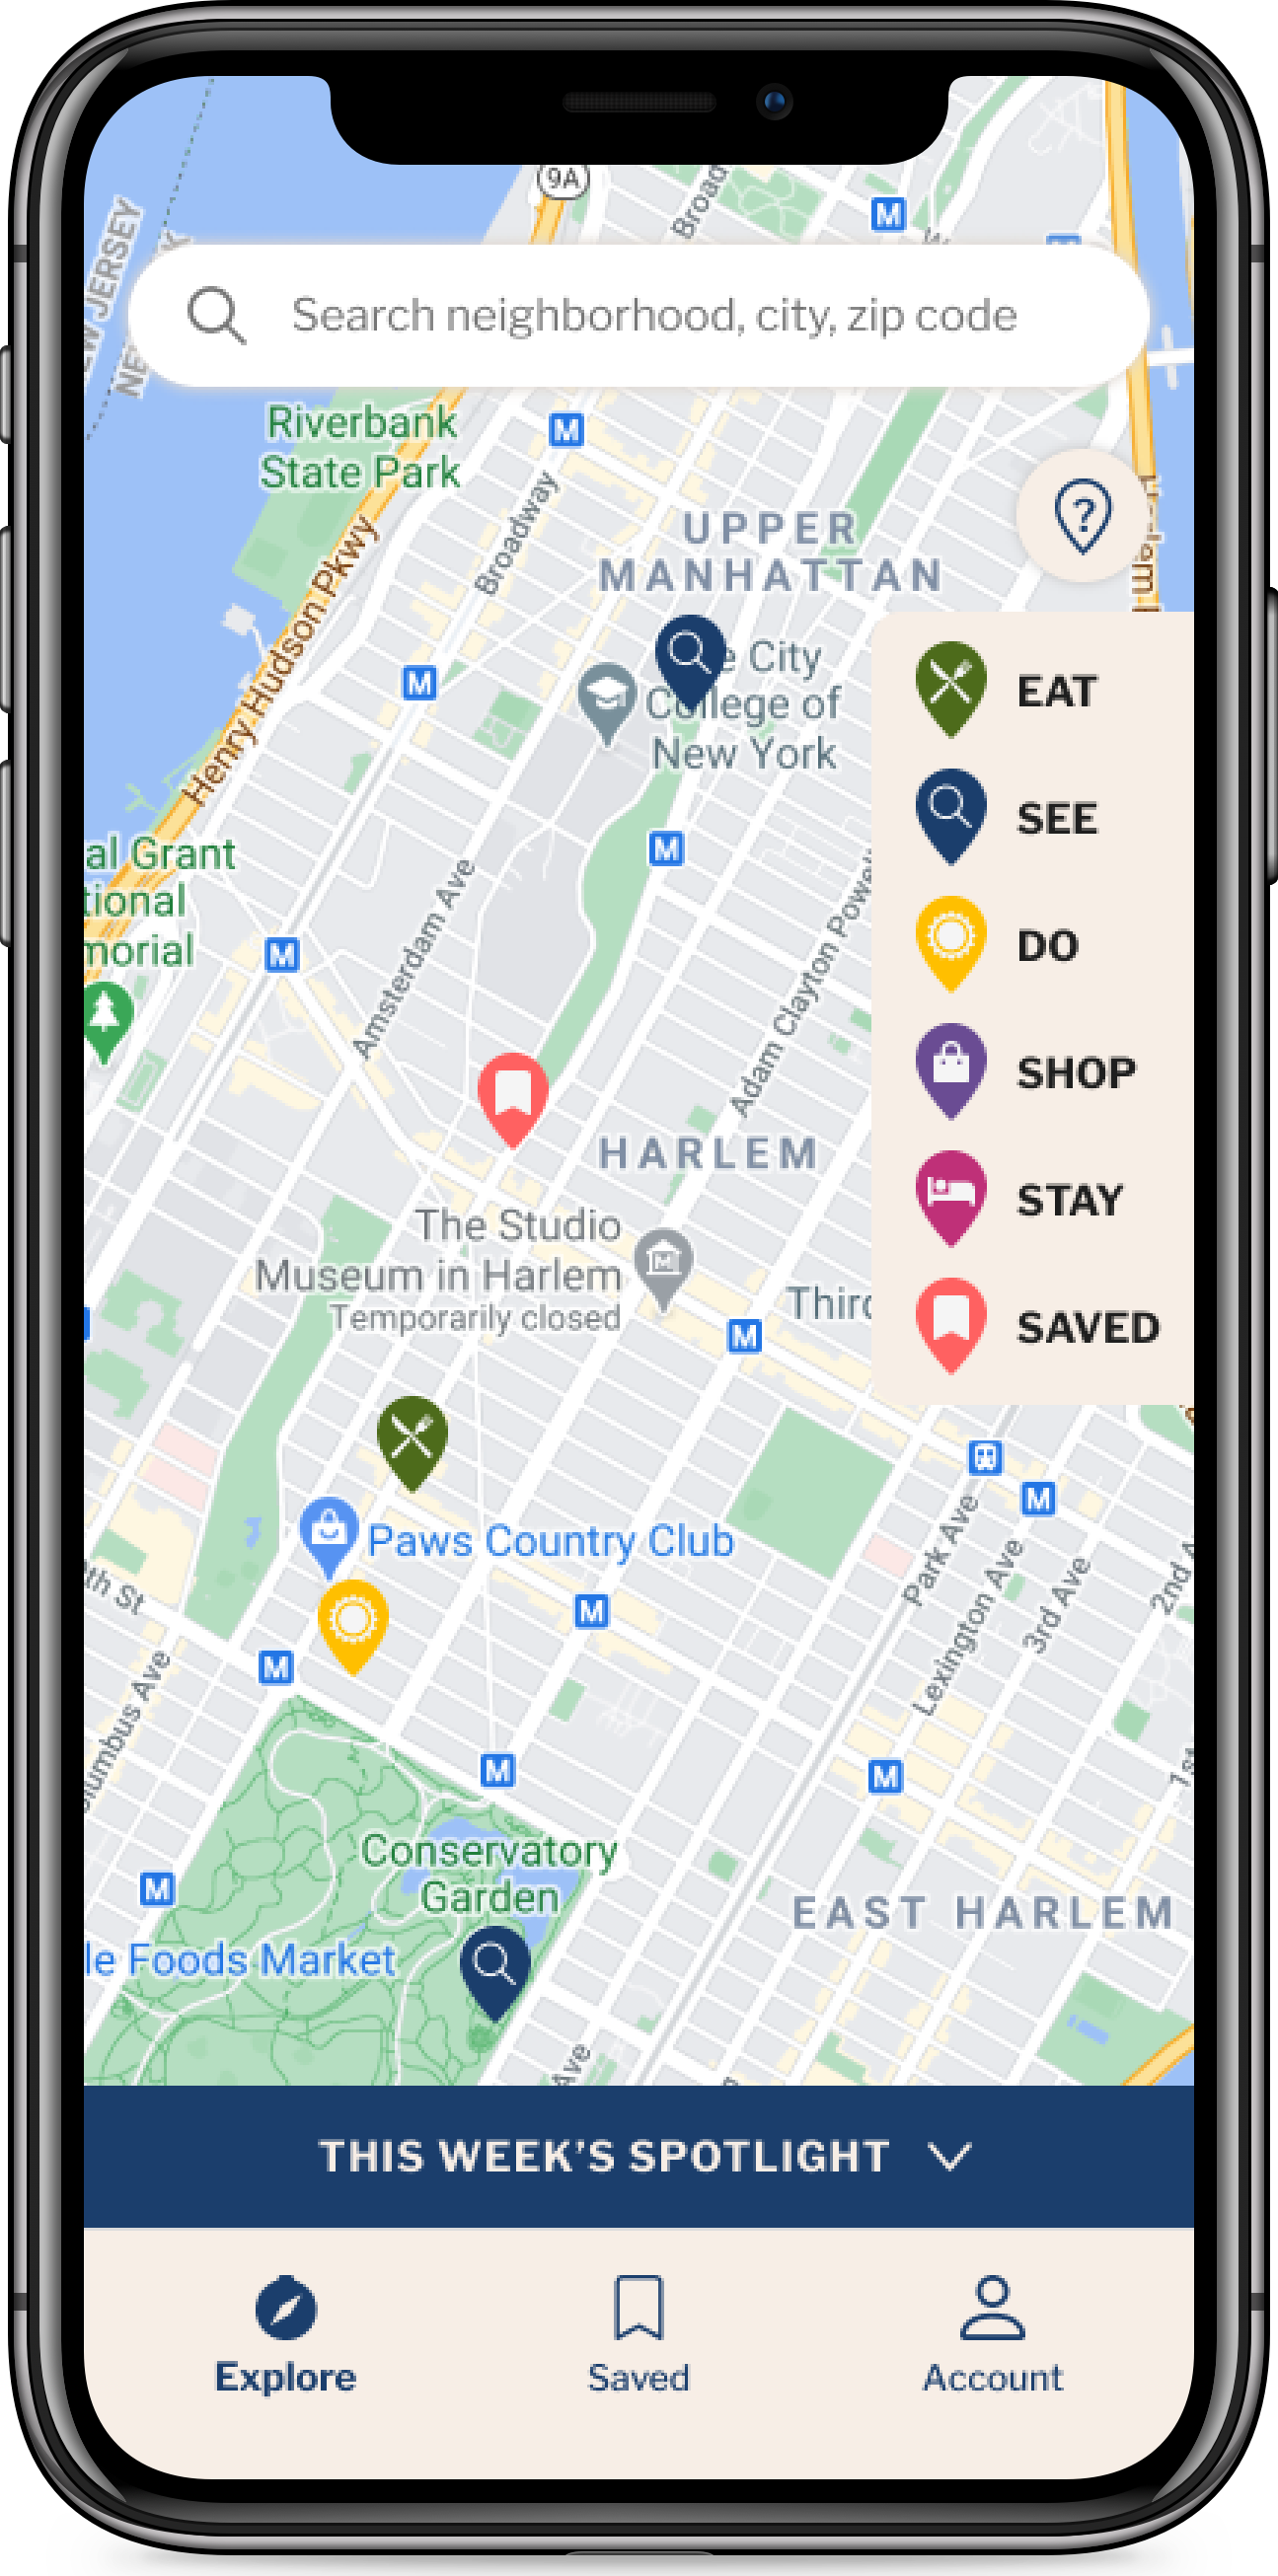 9A
Broad
M
NEW JERSEY
Search neighborhood, city, zip code
Riverbank
State Park
M
Broadway
?
UPPER
MANHATTAN
Henry Hudson Pkwy
M
City
College of
New York
EAT
SEE
M
al Grant
tional
morial
M
DO
Amsterdam Ave
Adam Clayton Powell
SHOP
HARLEM
STAY
The Studio
Museum in Harlem
Temporarily closed
M
SAVED
M
Park Ave
Paws Country Club
M
Lexington Ave
3rd Ave
2nd A
th St
M
umbus Ave
M
M
1st
Conservatory
Garden
M
EAST HARLEM
le Foods Market
Ave
THIS WEEK’S SPOTLIGHT
Explore
Saved
Account